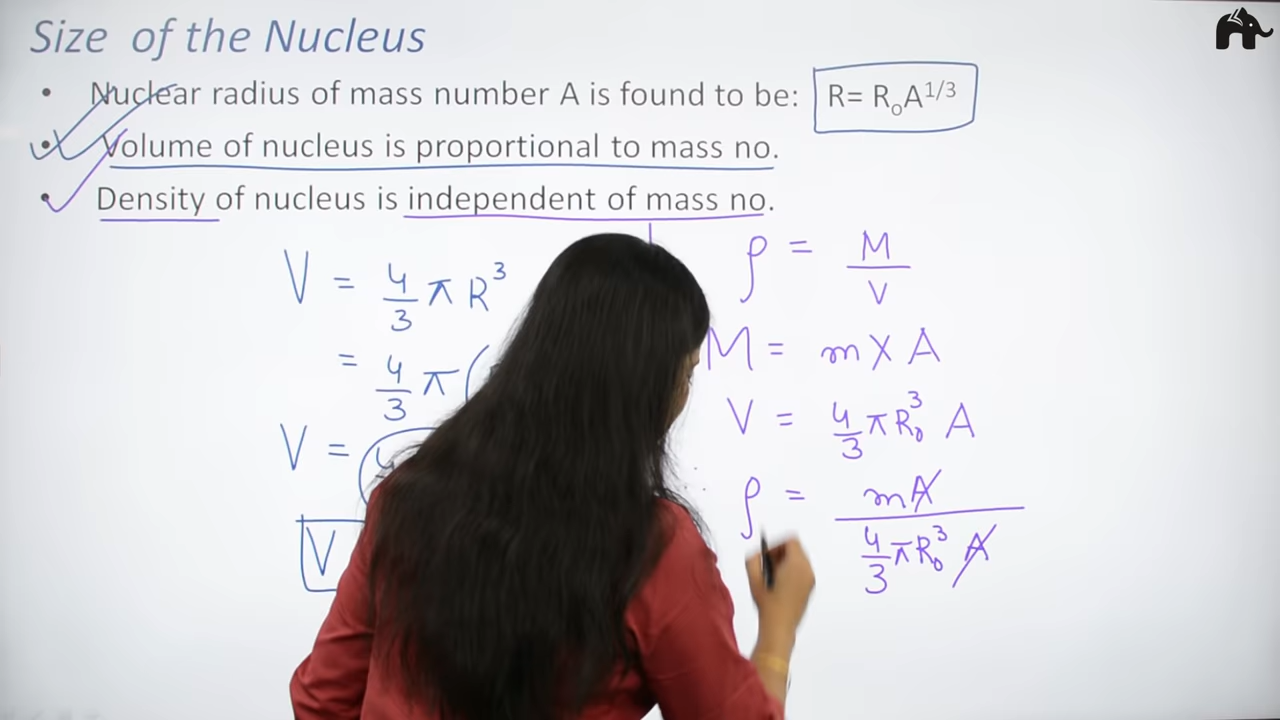 Size of the Nucleus
• Nuclear radius of mass number A is found to be: R= R₀A¹/³
• Volume of nucleus is proportional to mass no.
• Density of nucleus is independent of mass no.
V = 4/3 π R³
= 4/3 π (
V = 4
V
ρ = M/V
M = m X A
V = 4/3 π R₀³ A
ρ = mA / 4/3 π R₀³ A